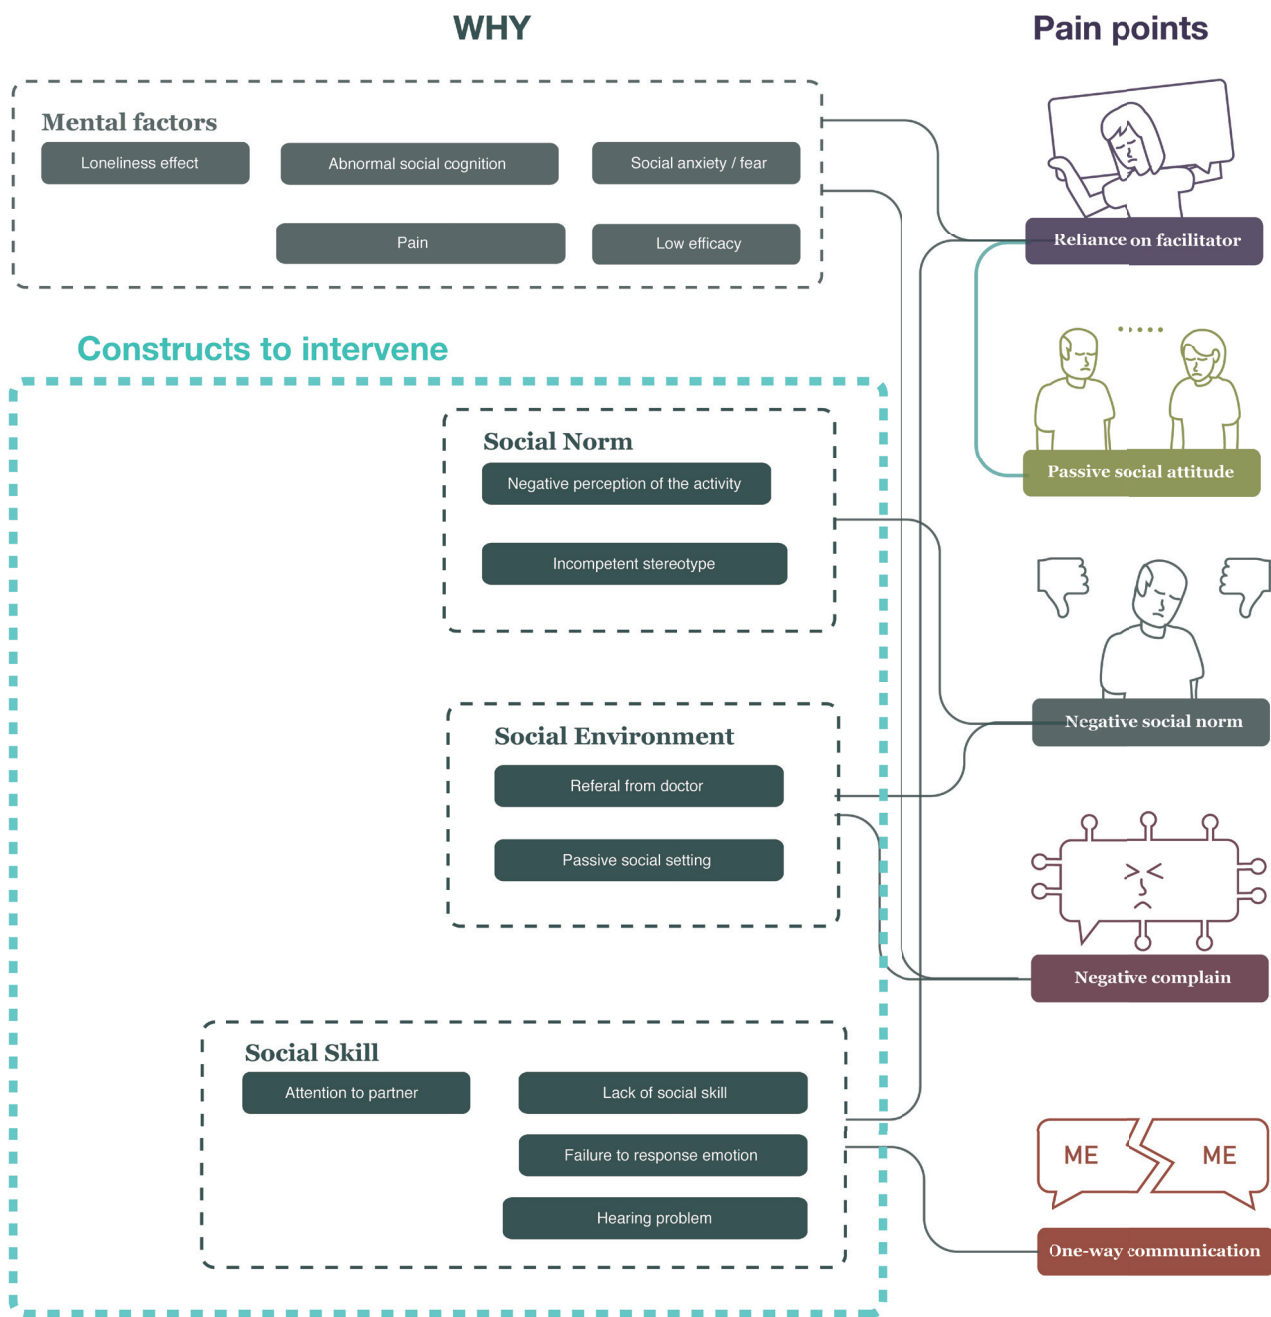 WHY
Pain points
Mental factors
Loneliness effect
Abnormal social cognition
Social anxiety / fear
Pain
Low efficacy
Reliance on facilitator
Constructs to intervene
Passive social attitude
Social Norm
Negative perception of the activity
Incompetent stereotype
Negative social norm
Social Environment
Referal from doctor
Passive social setting
Negative complain
Social Skill
Attention to partner
Lack of social skill
Failure to response emotion
Hearing problem
ME
ME
One-way communication